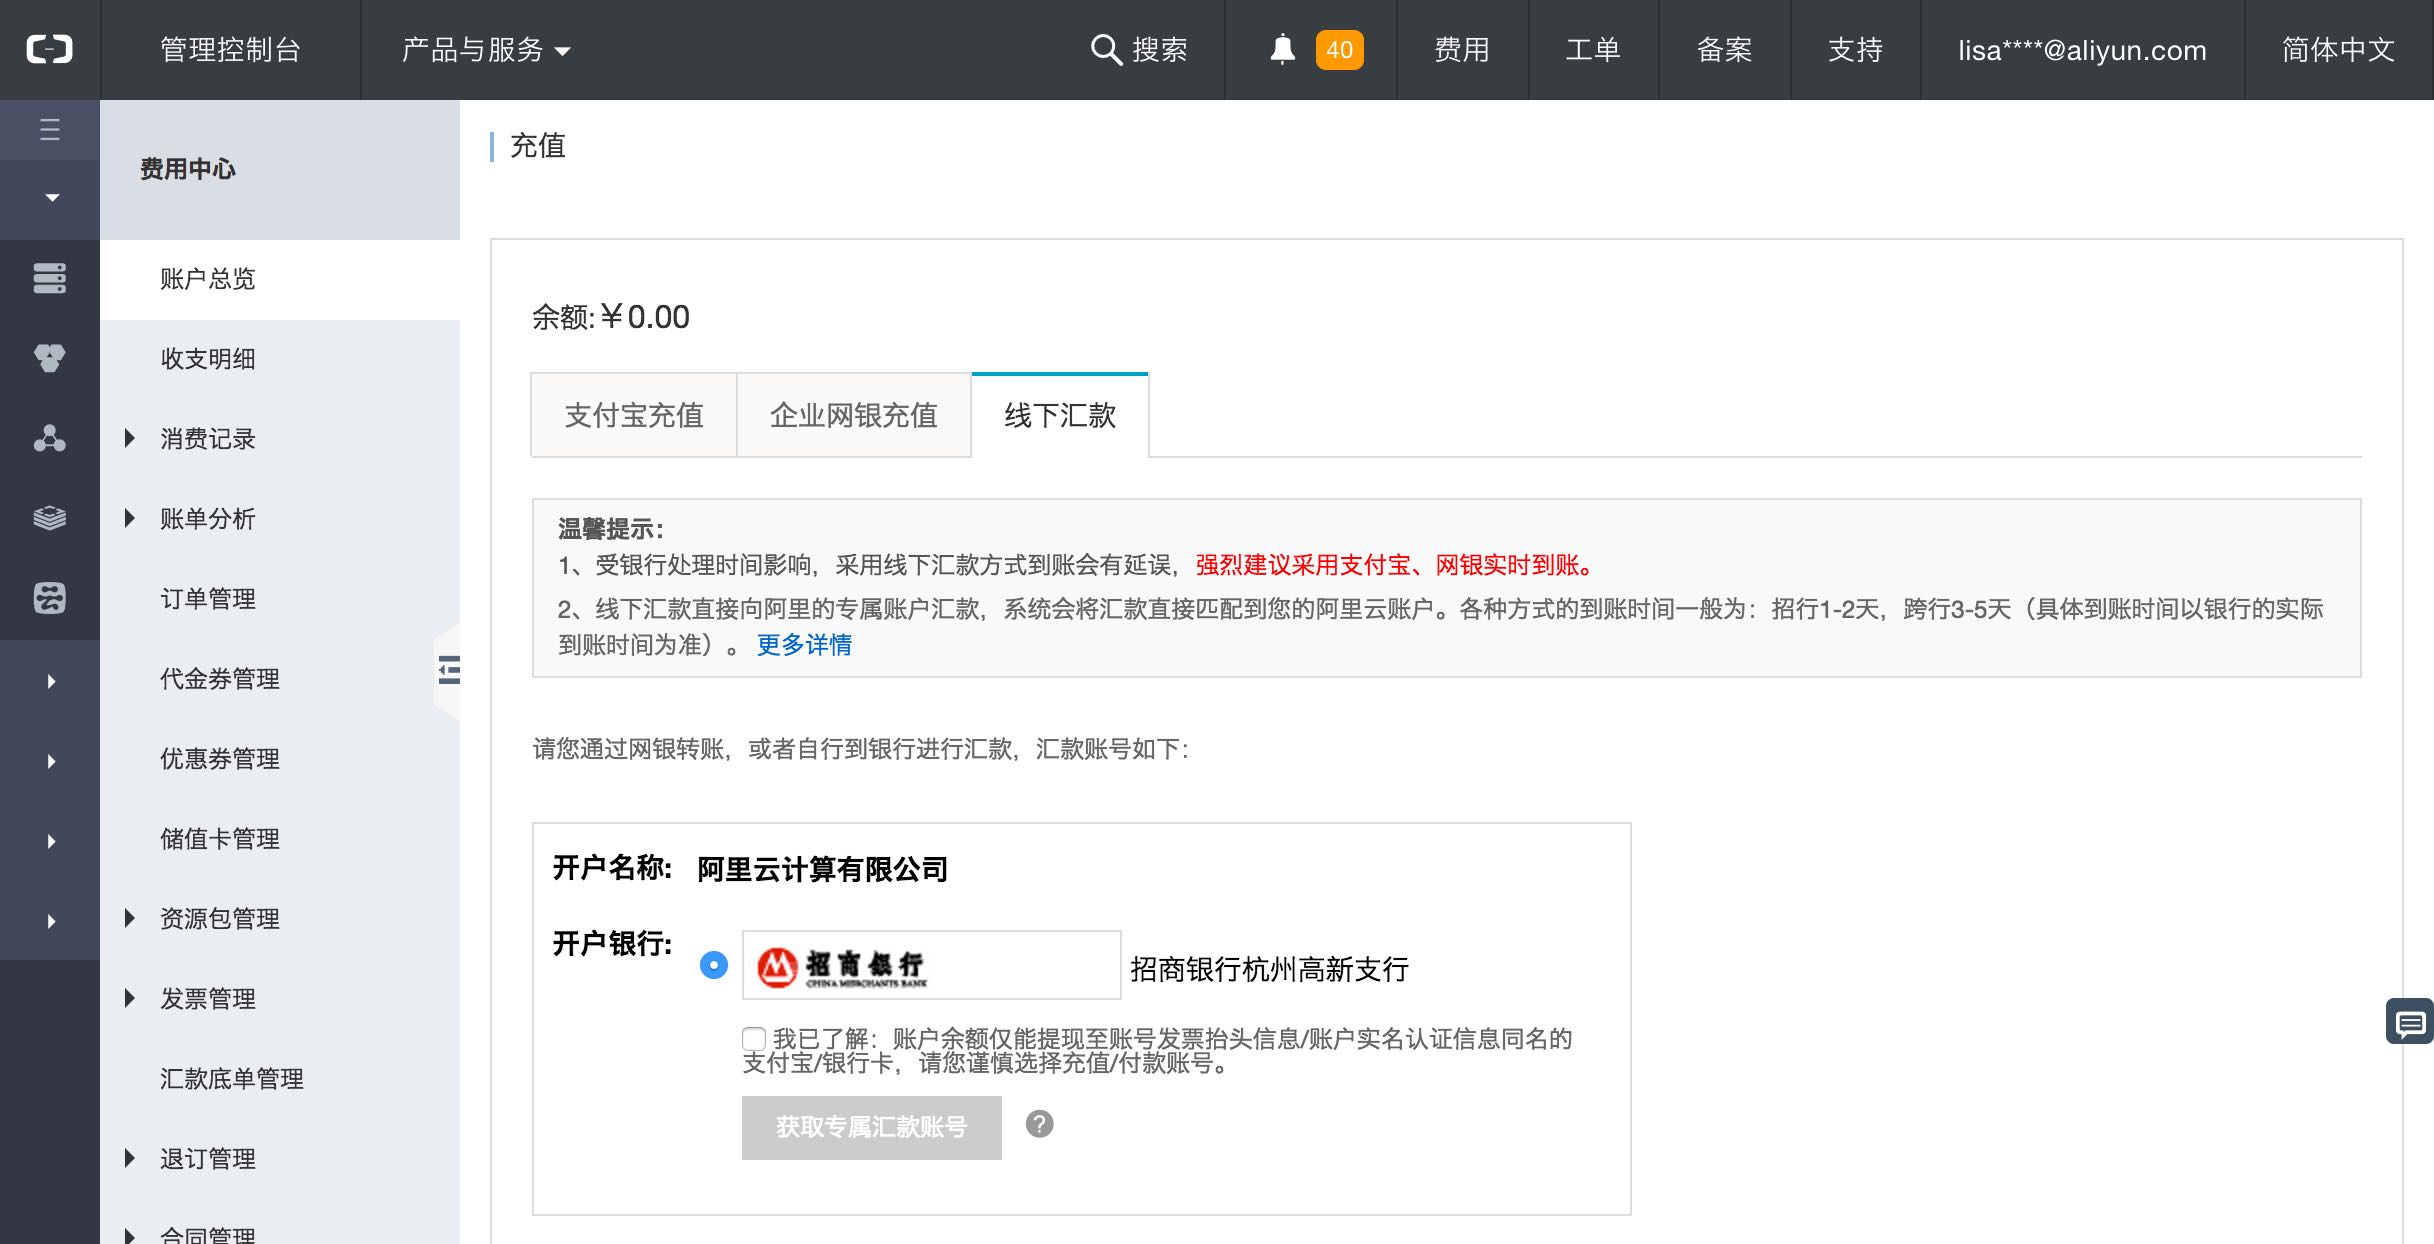 管理控制台
产品与服务
搜索
40
费用
工单
备案
支持
lisa****@aliyun.com
简体中文
费用中心
账户总览
收支明细
消费记录
账单分析
订单管理
代金券管理
优惠券管理
储值卡管理
资源包管理
发票管理
汇款底单管理
退订管理
合同管理
充值
余额:￥0.00
支付宝充值
企业网银充值
线下汇款
温馨提示：
1、受银行处理时间影响，采用线下汇款方式到账会有延误，强烈建议采用支付宝、网银实时到账。
2、线下汇款直接向阿里的专属账户汇款，系统会将汇款直接匹配到您的阿里云账户。各种方式的到账时间一般为：招行1-2天，跨行3-5天（具体到账时间以银行的实际
到账时间为准）。 更多详情
请您通过网银转账，或者自行到银行进行汇款，汇款账号如下：
开户名称: 阿里云计算有限公司
开户银行:
招商银行
CHINA MERCHANTS BANK
招商银行杭州高新支行
我已了解：账户余额仅能提现至账号发票抬头信息/账户实名认证信息同名的
支付宝/银行卡，请您谨慎选择充值/付款账号。
获取专属汇款账号
?